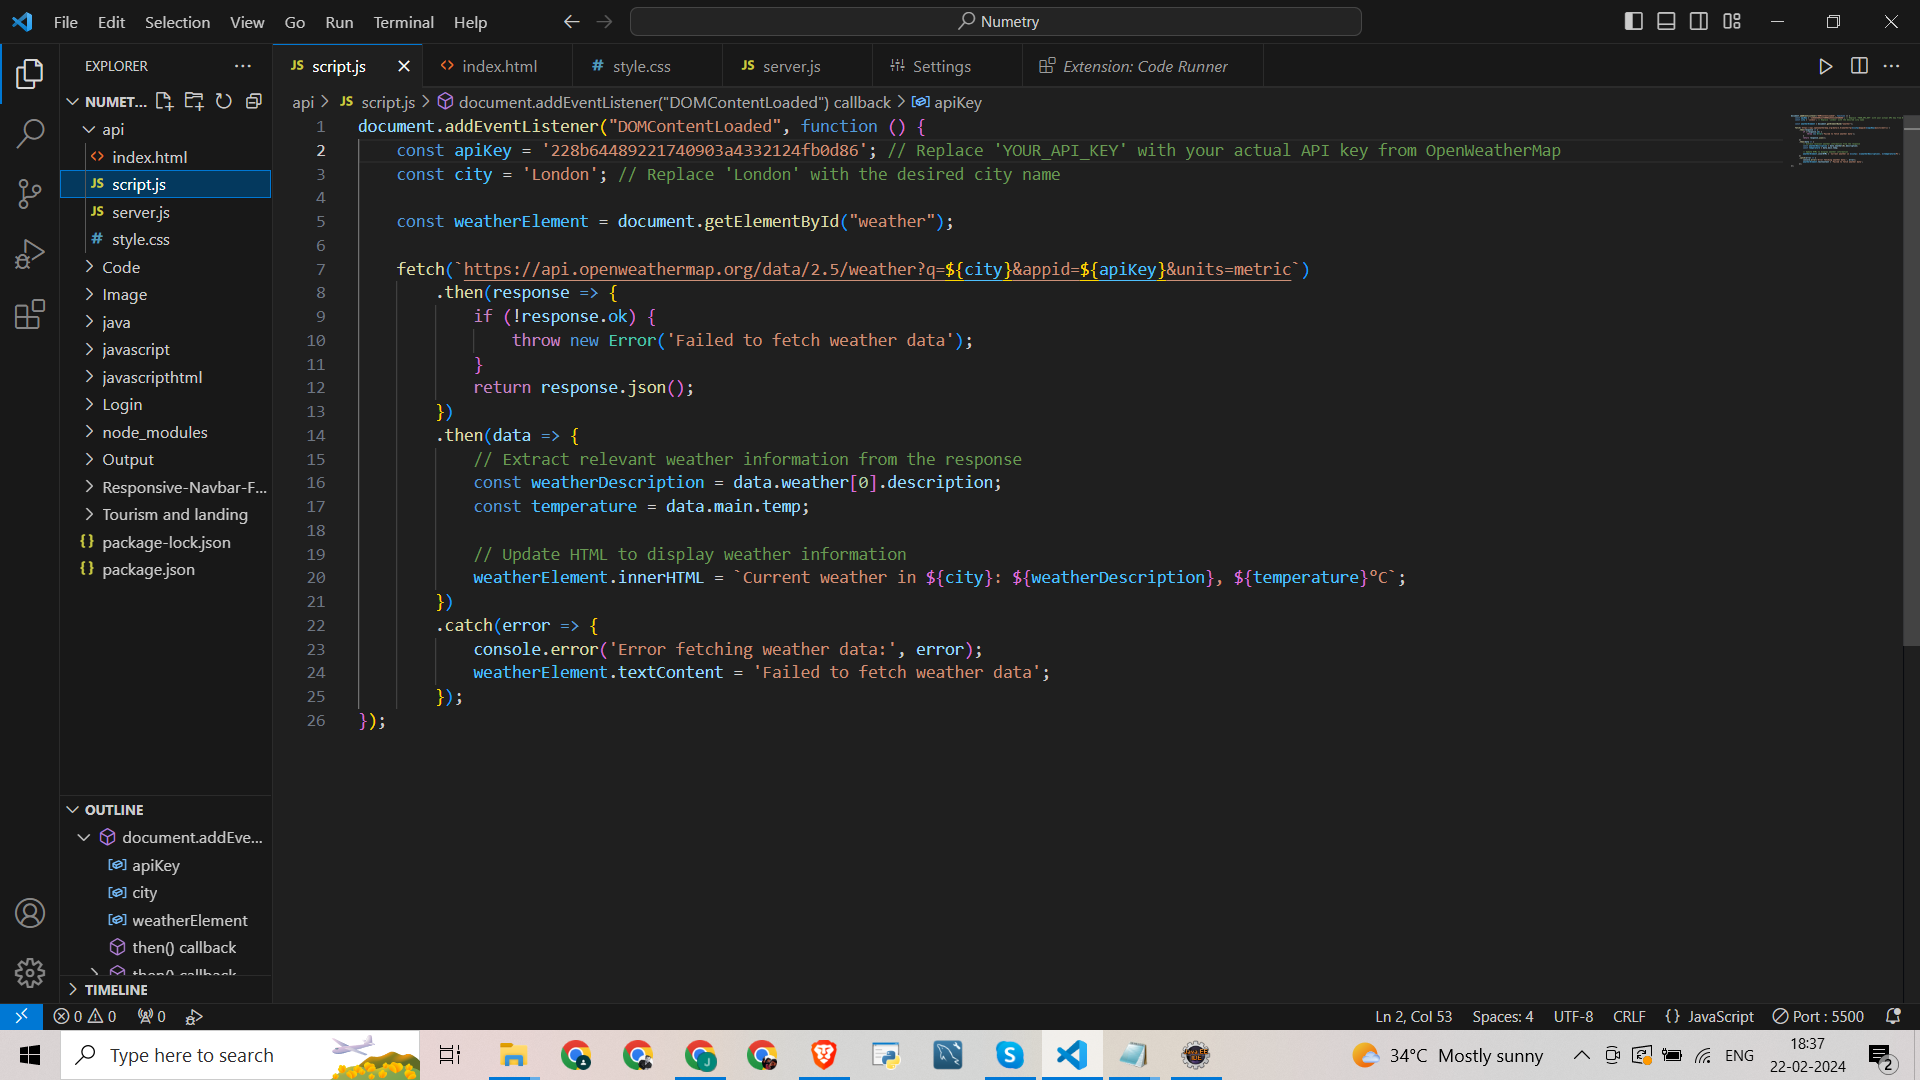 File Edit Selection View Go Run Terminal Help
Numetry
EXPLORER
NUMET...
api
index.html
script.js
server.js
style.css
Code
Image
java
javascript
javascripthtml
Login
node_modules
Output
Responsive-Navbar-F...
Tourism and landing
package-lock.json
package.json
OUTLINE
document.addEve...
apiKey
city
weatherElement
then() callback
then() callback
TIMELINE
JS script.js
index.html
# style.css
JS server.js
Settings
Extension: Code Runner
api > JS script.js > document.addEventListener("DOMContentLoaded") callback > apiKey
1 document.addEventListener("DOMContentLoaded", function () {
2 const apiKey = '228b64489221740903a4332124fb0d86'; // Replace 'YOUR_API_KEY' with your actual API key from OpenWeatherMap
3 const city = 'London'; // Replace 'London' with the desired city name
4
5 const weatherElement = document.getElementById("weather");
6
7 fetch(`https://api.openweathermap.org/data/2.5/weather?q=${city}&appid=${apiKey}&units=metric`)
8 .then(response => {
9 if (!response.ok) {
10 throw new Error('Failed to fetch weather data');
11 }
12 return response.json();
13 })
14 .then(data => {
15 // Extract relevant weather information from the response
16 const weatherDescription = data.weather[0].description;
17 const temperature = data.main.temp;
18
19 // Update HTML to display weather information
20 weatherElement.innerHTML = `Current weather in ${city}: ${weatherDescription}, ${temperature}°C`;
21 })
22 .catch(error => {
23 console.error('Error fetching weather data:', error);
24 weatherElement.textContent = 'Failed to fetch weather data';
25 });
26 });
0 0 0
Ln 2, Col 53 Spaces: 4 UTF-8 CRLF {} JavaScript Port : 5500
Type here to search
34°C Mostly sunny
ENG
18:37
22-02-2024
2